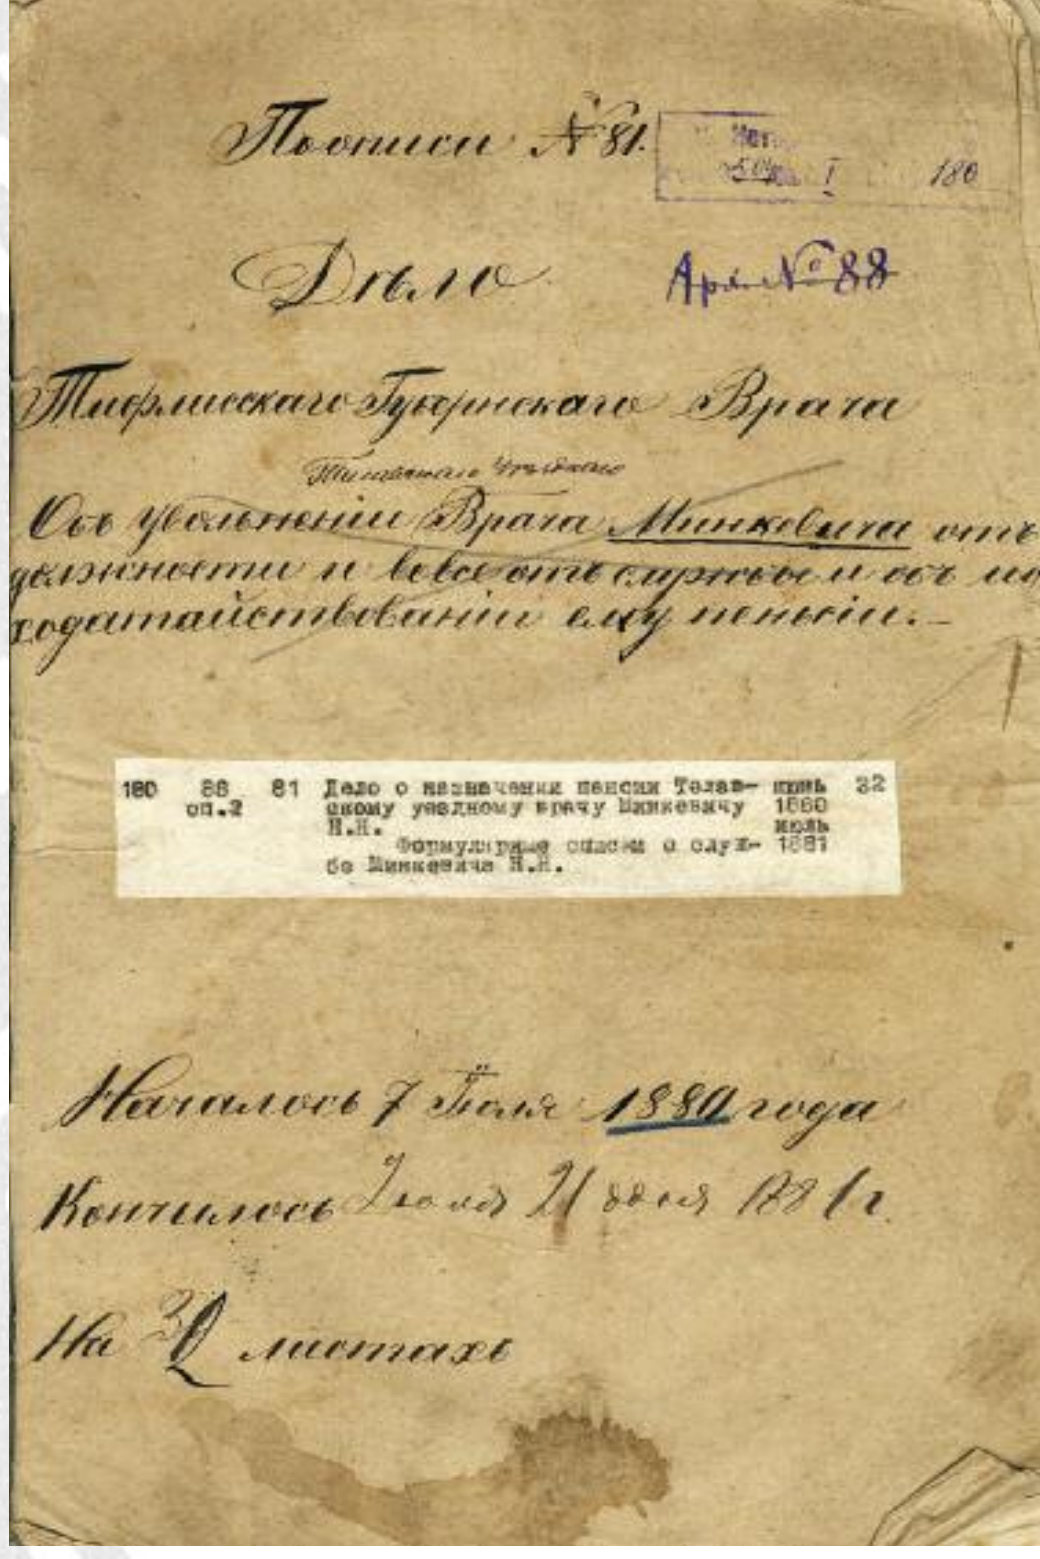 По описи № 81.
180
Дѣло
Арх. № 88
Тифлисскаго Губернскаго Врача
Телавскаго Уѣзднаго
Объ увольненіи Врача Минкевича отъ
должности и вовсе отъ службы и объ ис
ходатайствованіи ему пенсіи.-
180 88 81 Дело о назначении пенсии Телав- июнь 32
оп.2 скому уездному врачу Минкевичу 1880
Н.Н. июль
Формулярные списки о служ- 1881
бе Минкевича Н.Н.
Началось 7 Іюля 1880 года
Кончилось Іюля 21 дня 1881 г.
На 32 листахъ